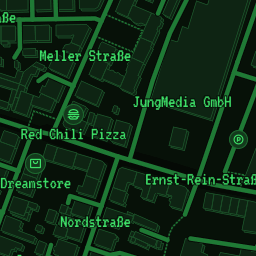 Meller Straße
JungMedia GmbH
Red Chili Pizza
P
Dreamstore
Ernst-Rein-Straß
Nordstraße